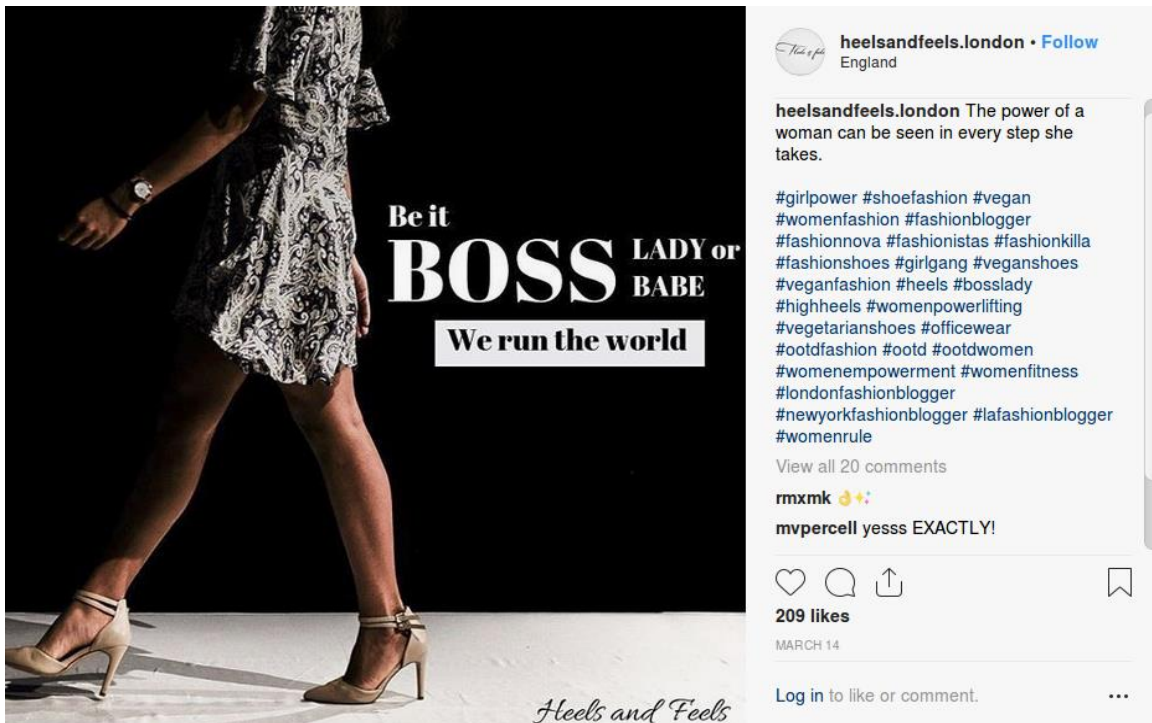 Be it
BOSS LADY or
BABE
We run the world
Heels and Feels
heelsandfeels.london • Follow
England
heelsandfeels.london The power of a
woman can be seen in every step she
takes.
#girlpower #shoefashion #vegan
#womenfashion #fashionblogger
#fashionnova #fashionistas #fashionkilla
#fashionshoes #girlgang #veganshoes
#veganfashion #heels #bosslady
#highheels #womenpowerlifting
#vegetarianshoes #officewear
#ootdfashion #ootd #ootdwomen
#womenempowerment #womenfitness
#londonfashionblogger
#newyorkfashionblogger #lafashionblogger
#womenrule
View all 20 comments
rmxmk 👌✨
mvpercell yesss EXACTLY!
209 likes
MARCH 14
Log in to like or comment.